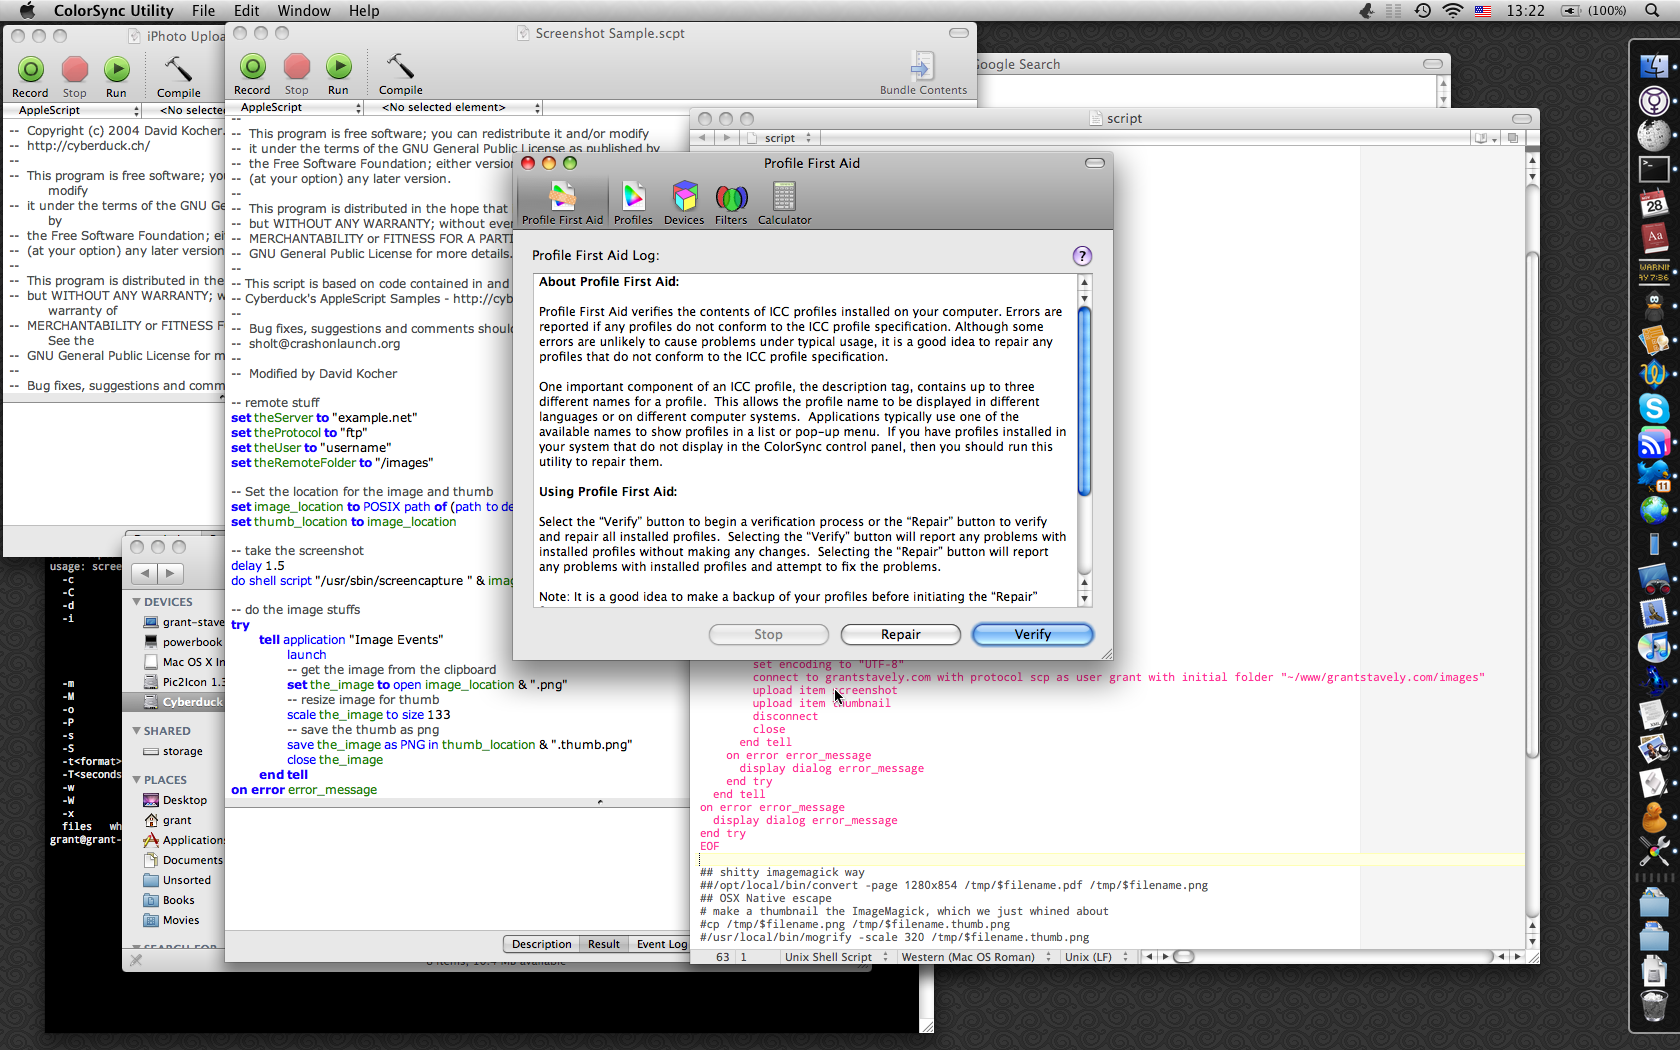 ColorSync Utility File Edit Window Help
13:22 (100%)
iPhoto Uploa
Record Stop Run Compile
AppleScript <No selecte
-- Copyright (c) 2004 David Kocher.
-- http://cyberduck.ch/
--
-- This program is free software; you
modify
-- it under the terms of the GNU Ge
by
-- the Free Software Foundation; ei
-- (at your option) any later version
--
-- This program is distributed in the
-- but WITHOUT ANY WARRANTY; w
warranty of
-- MERCHANTABILITY or FITNESS F
See the
-- GNU General Public License for m
--
-- Bug fixes, suggestions and comm
Screenshot Sample.scpt
Record Stop Run Compile Bundle Contents
AppleScript <No selected element>
--
-- This program is free software; you can redistribute it and/or modify
-- it under the terms of the GNU General Public License as published by
-- the Free Software Foundation; either versio
-- (at your option) any later version.
--
-- This program is distributed in the hope that
-- but WITHOUT ANY WARRANTY; without eve
-- MERCHANTABILITY or FITNESS FOR A PARTI
-- GNU General Public License for more details.
--
-- This script is based on code contained in and
-- Cyberduck's AppleScript Samples - http://cyb
--
-- Bug fixes, suggestions and comments shoul
-- sholt@crashonlaunch.org
--
-- Modified by David Kocher
-- remote stuff
set theServer to "example.net"
set theProtocol to "ftp"
set theUser to "username"
set theRemoteFolder to "/images"
-- Set the location for the image and thumb
set image_location to POSIX path of (path to de
set thumb_location to image_location
-- take the screenshot
delay 1.5
do shell script "/usr/sbin/screencapture " & imag
-- do the image stuffs
try
tell application "Image Events"
launch
-- get the image from the clipboard
set the_image to open image_location & ".png"
-- resize image for thumb
scale the_image to size 133
-- save the thumb as png
save the_image as PNG in thumb_location & ".thumb.png"
close the_image
end tell
on error error_message
Description Result Event Log
Google Search
script
script
Profile First Aid
Profile First Aid Profiles Devices Filters Calculator
Profile First Aid Log:
?
About Profile First Aid:
Profile First Aid verifies the contents of ICC profiles installed on your computer. Errors are
reported if any profiles do not conform to the ICC profile specification. Although some
errors are unlikely to cause problems under typical usage, it is a good idea to repair any
profiles that do not conform to the ICC profile specification.
One important component of an ICC profile, the description tag, contains up to three
different names for a profile. This allows the profile name to be displayed in different
languages or on different computer systems. Applications typically use one of the
available names to show profiles in a list or pop-up menu. If you have profiles installed in
your system that do not display in the ColorSync control panel, then you should run this
utility to repair them.
Using Profile First Aid:
Select the "Verify" button to begin a verification process or the "Repair" button to verify
and repair all installed profiles. Selecting the "Verify" button will report any problems with
installed profiles without making any changes. Selecting the "Repair" button will report
any problems with installed profiles and attempt to fix the problems.
Note: It is a good idea to make a backup of your profiles before initiating the "Repair"
Stop Repair Verify
set encoding to "UTF-8"
connect to grantstavely.com with protocol scp as user grant with initial folder "~/www/grantstavely.com/images"
upload item screenshot
upload item thumbnail
disconnect
close
end tell
on error error_message
display dialog error_message
end try
end tell
on error error_message
display dialog error_message
end try
EOF
## shitty imagemagick way
##/opt/local/bin/convert -page 1280x854 /tmp/$filename.pdf /tmp/$filename.png
## OSX Native escape
# make a thumbnail the ImageMagick, which we just whined about
#cp /tmp/$filename.png /tmp/$filename.thumb.png
#/usr/local/bin/mogrify -scale 320 /tmp/$filename.thumb.png
63 1 Unix Shell Script Western (Mac OS Roman) Unix (LF)
usage: scree
-c
-C
-d
-i
-m
-M
-o
-P
-s
-S
-t<format>
-T<seconds
-w
-W
-x
files wh
grant@grant-
DEVICES
grant-stave
powerbook
Mac OS X In
Pic2Icon 1.3
Cyberduck
SHARED
storage
PLACES
Desktop
grant
Application
Documents
Unsorted
Books
Movies
SEARCH FOR
28
Aa
WARNIN
AY 7:36
11